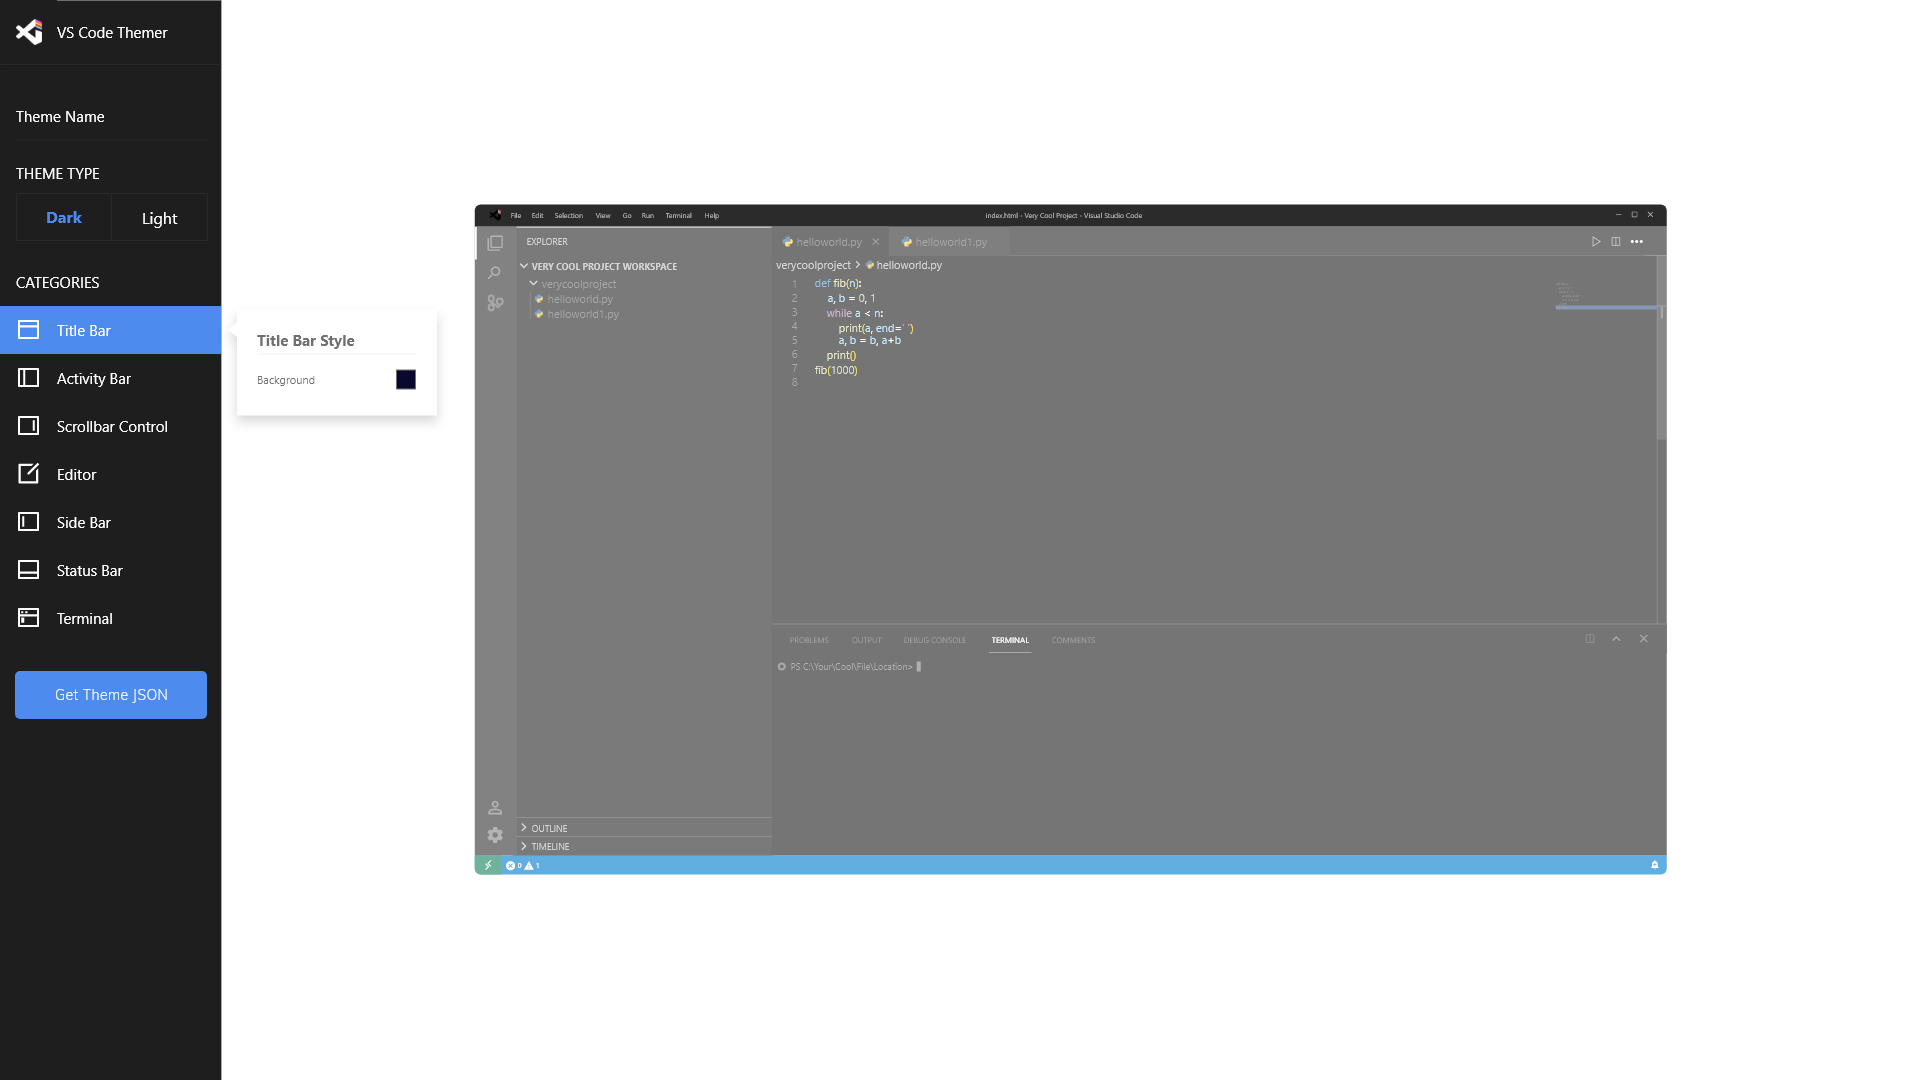 VS Code Themer
Theme Name
THEME TYPE
Dark
Light
CATEGORIES
Title Bar
Activity Bar
Scrollbar Control
Editor
Side Bar
Status Bar
Terminal
Get Theme JSON
Title Bar Style
Background
File Edit Selection View Go Run Terminal Help
index.html - Very Cool Project - Visual Studio Code
EXPLORER
VERY COOL PROJECT WORKSPACE
verycoolproject
helloworld.py
helloworld1.py
OUTLINE
TIMELINE
helloworld.py
helloworld1.py
verycoolproject > helloworld.py
1 def fib(n):
2 a, b = 0, 1
3 while a < n:
4 print(a, end=' ')
5 a, b = b, a+b
6 print()
7 fib(1000)
8
PROBLEMS OUTPUT DEBUG CONSOLE TERMINAL COMMENTS
PS C:\Your\Cool\File\Location>
0 1